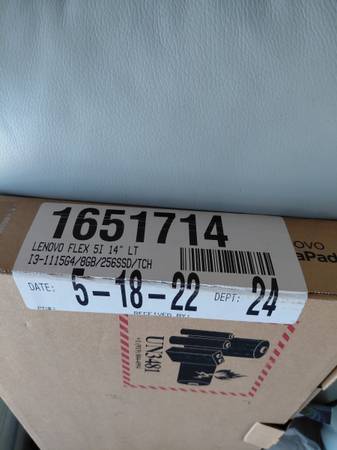 1651714
LENOVO FLEX 5I 14" LT
I3-1115G4/8GB/256SSD/TCH
DATE: 5-18-22 DEPT: 24
RECEIVED BY:
OVO
aPad
UN3481